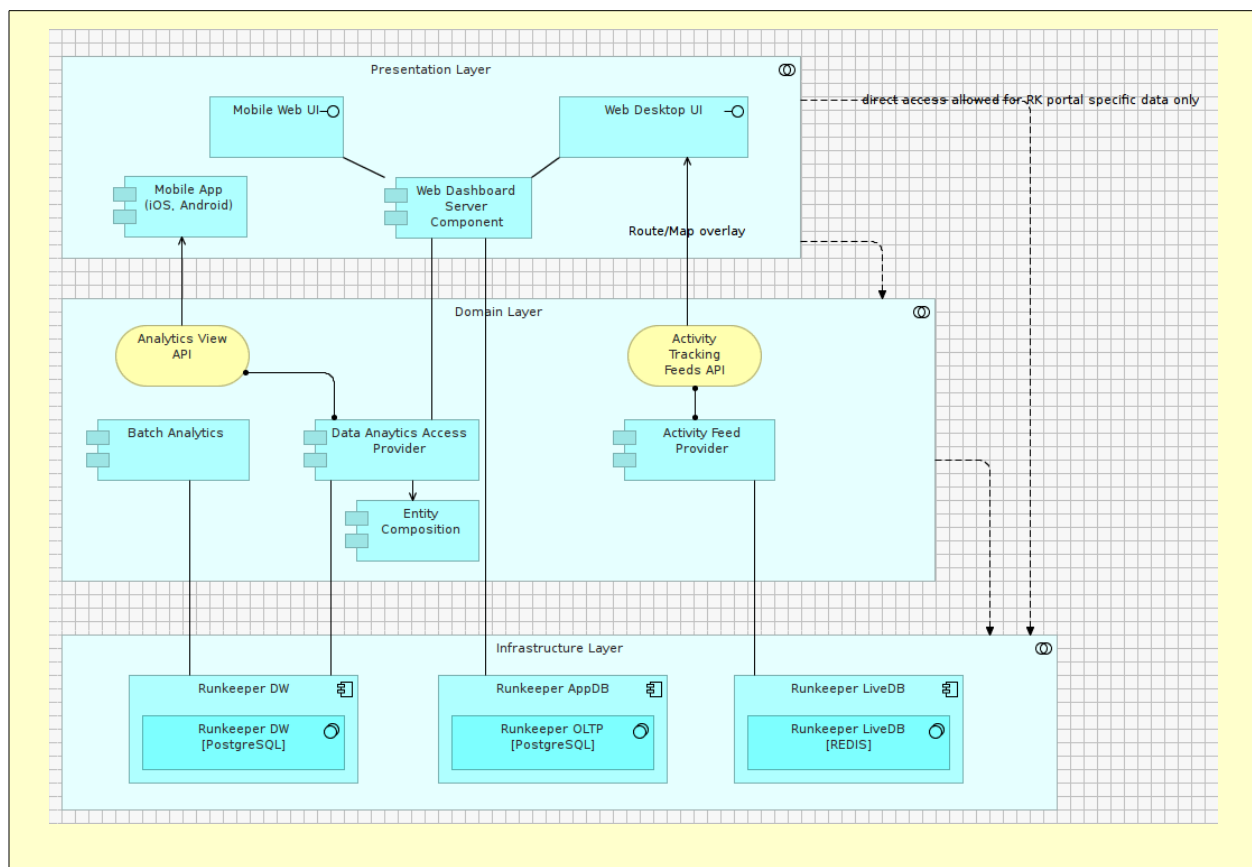 Presentation Layer
Mobile Web UI
Web Desktop UI
direct access allowed for RK portal specific data only
Mobile App
(iOS, Android)
Web Dashboard
Server
Component
Route/Map overlay
Domain Layer
Analytics View
API
Activity
Tracking
Feeds API
Batch Analytics
Data Anaytics Access
Provider
Activity Feed
Provider
Entity
Composition
Infrastructure Layer
Runkeeper DW
Runkeeper AppDB
Runkeeper LiveDB
Runkeeper DW
[PostgreSQL]
Runkeeper OLTP
[PostgreSQL]
Runkeeper LiveDB
[REDIS]